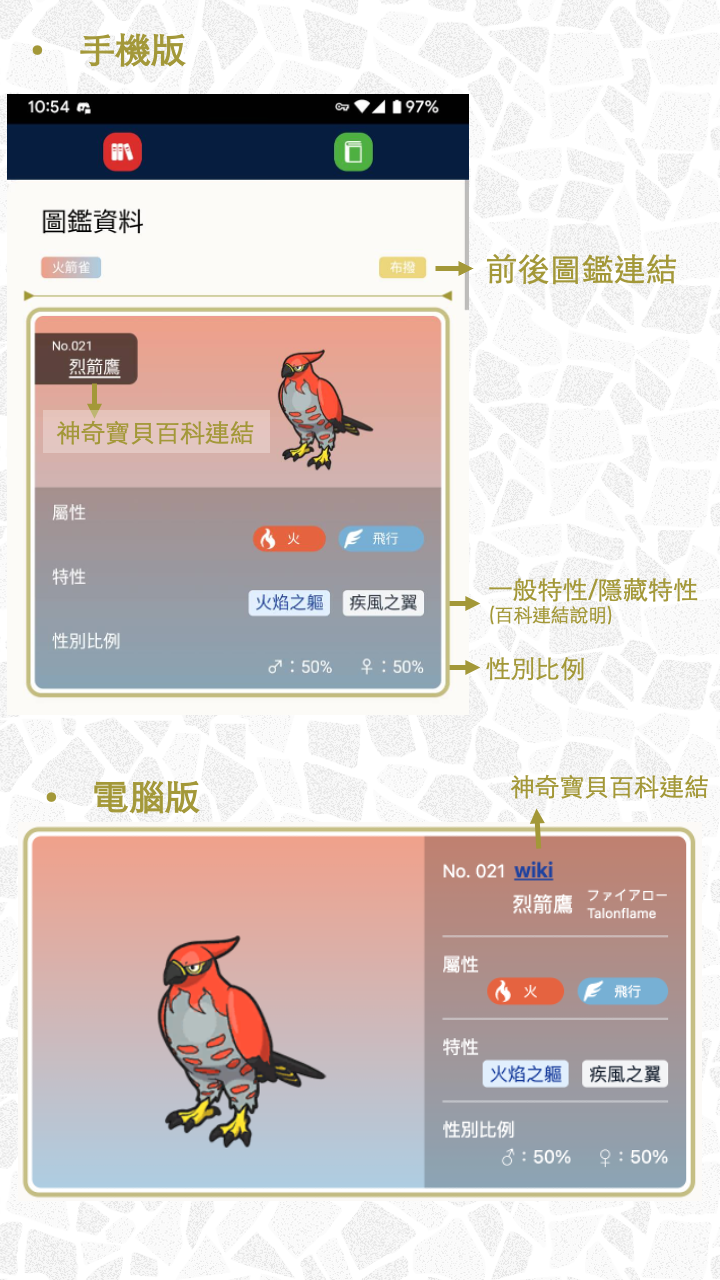 • 手機版
10:54 97%
圖鑑資料
火箭雀 布撥 前後圖鑑連結
No.021
烈箭鷹
神奇寶貝百科連結
屬性
火 飛行
特性
火焰之軀 疾風之翼 一般特性/隱藏特性
(百科連結說明)
性別比例
♂：50% ♀：50% 性別比例
• 電腦版
神奇寶貝百科連結
No. 021 wiki
烈箭鷹 ファイアロー
Talonflame
屬性
火 飛行
特性
火焰之軀 疾風之翼
性別比例
♂：50% ♀：50%